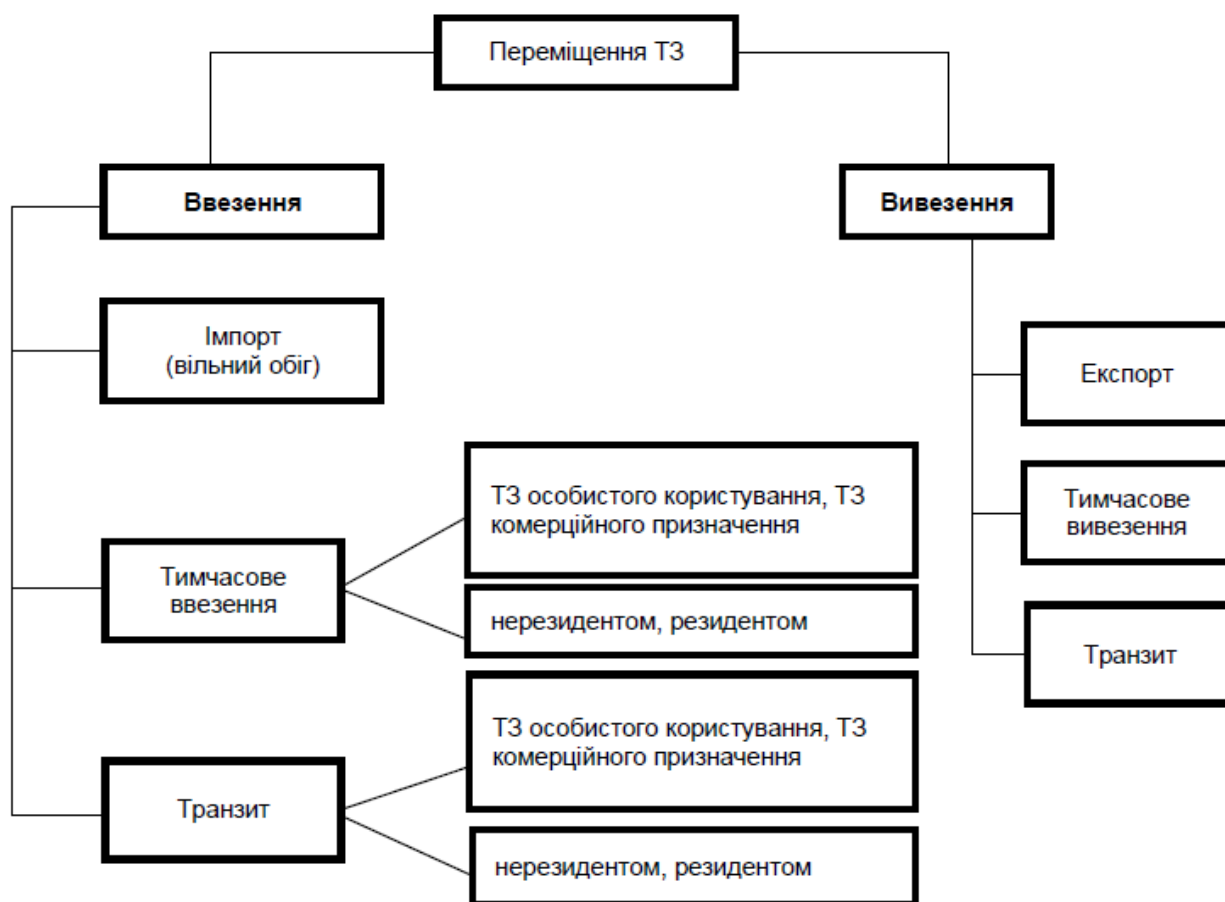 Переміщення ТЗ
Ввезення
Вивезення
Імпорт
(вільний обіг)
Експорт
ТЗ особистого користування, ТЗ
комерційного призначення
Тимчасове
вивезення
Тимчасове
ввезення
нерезидентом, резидентом
Транзит
ТЗ особистого користування, ТЗ
комерційного призначення
Транзит
нерезидентом, резидентом